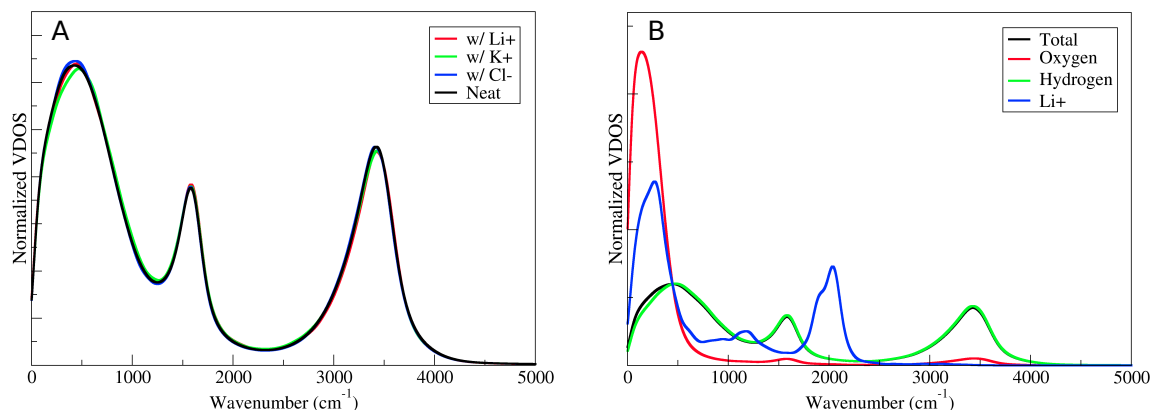 A
w/ Li+
w/ K+
w/ Cl-
Neat
Normalized VDOS
0 1000 2000 3000 4000 5000
Wavenumber (cm-1)
B
Total
Oxygen
Hydrogen
Li+
Normalized VDOS
0 1000 2000 3000 4000 5000
Wavenumber (cm-1)